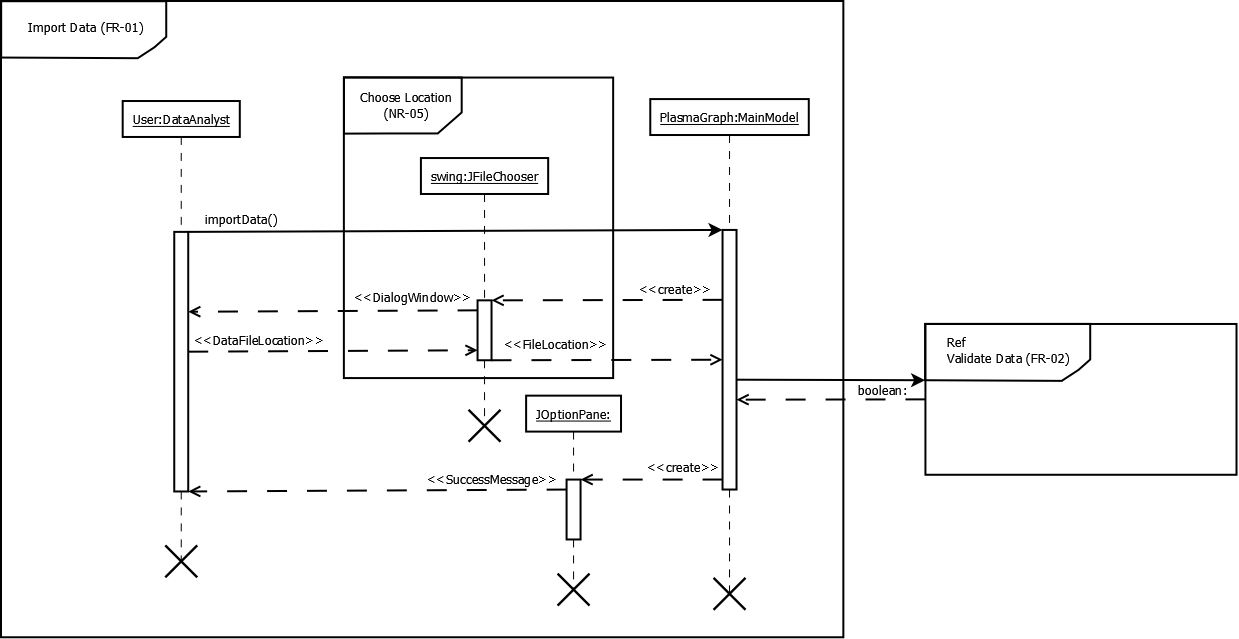 Import Data (FR-01)
Choose Location
(NR-05)
User:DataAnalyst
PlasmaGraph:MainModel
swing:JFileChooser
importData()
<<create>>
<<DialogWindow>>
<<DataFileLocation>>
<<FileLocation>>
Ref
Validate Data (FR-02)
boolean:
JOptionPane:
<<create>>
<<SuccessMessage>>